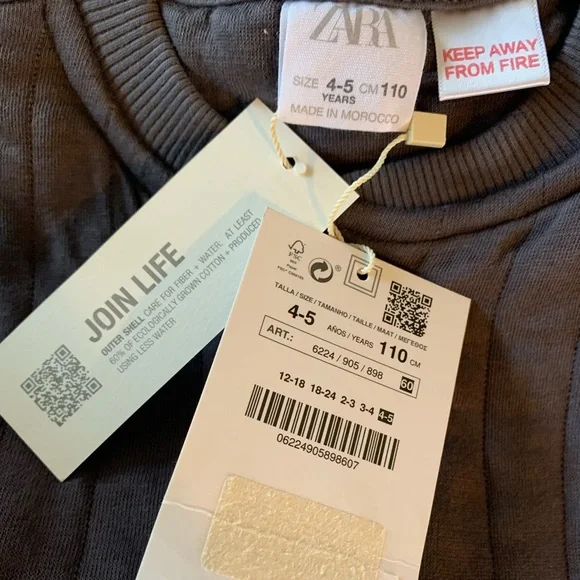 ZARA
SIZE 4-5 CM 110
YEARS
MADE IN MOROCCO
KEEP AWAY
FROM FIRE
JOIN LIFE
OUTER SHELL CARE FOR FIBER, WATER: AT LEAST
60% OF ECOLOGICALLY GROWN COTTON + PRODUCED
USING LESS WATER
FSC
TALLA / SIZE / TAMANHO / TAILLE / MAAT / ΜΕΓΕΘΟΣ
4-5 AÑOS / YEARS 110 CM
ART.:
6224 / 905 / 898
60
12-18 18-24 2-3 3-4 4-5
06224905898607